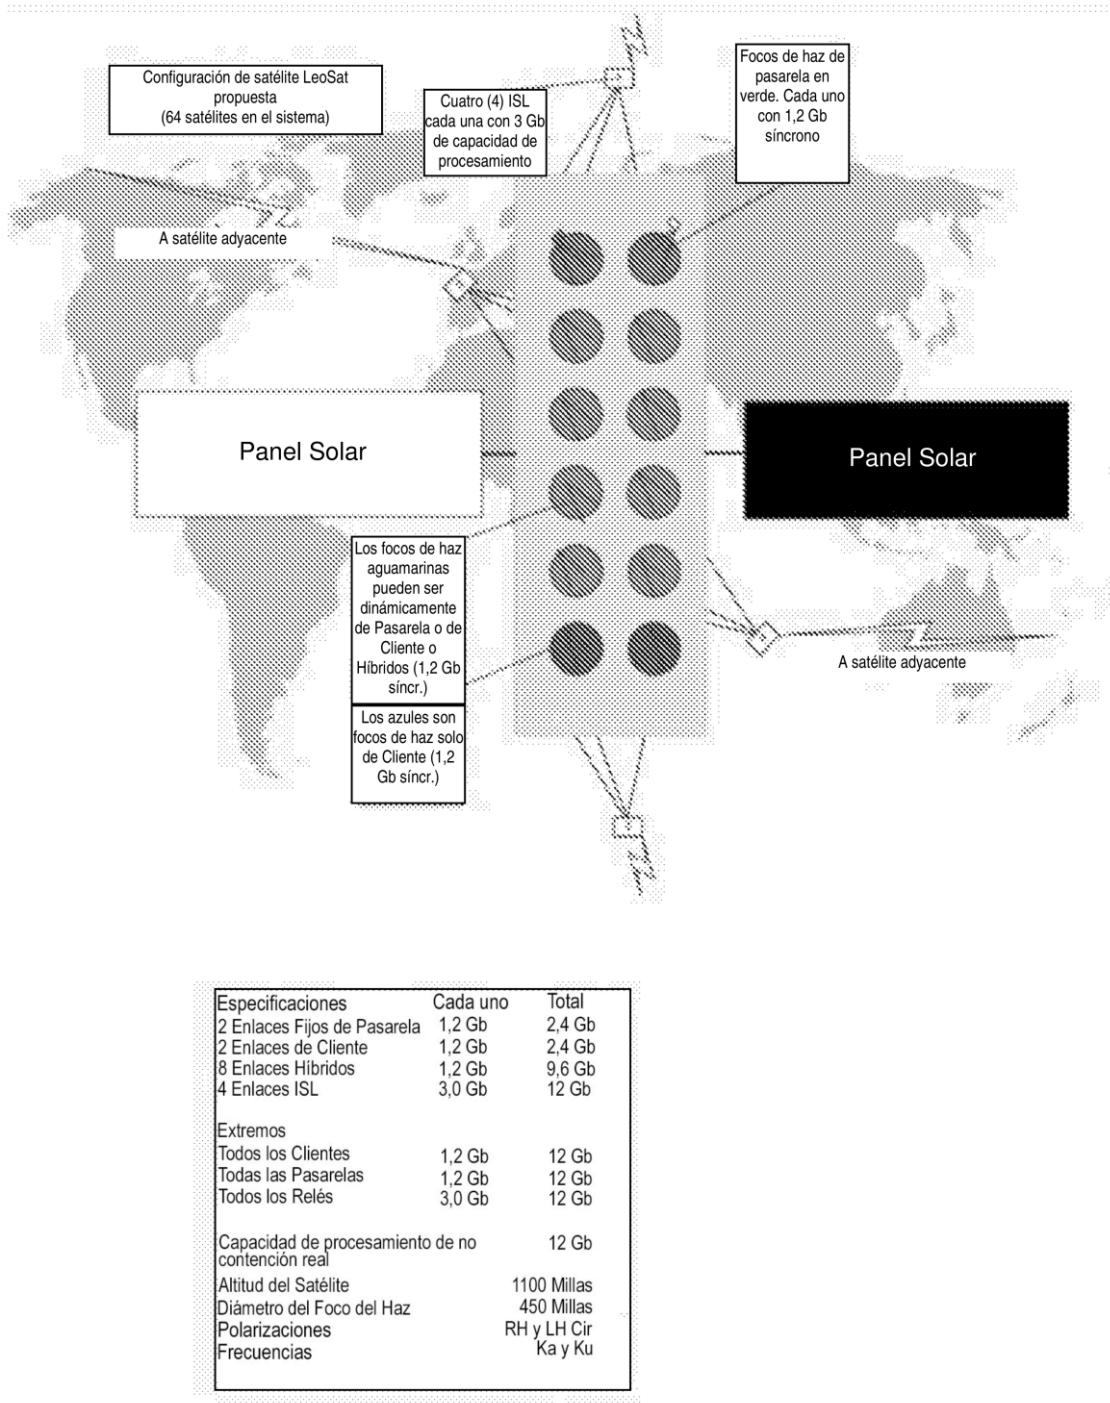 Configuración de satélite LeoSat
propuesta
(64 satélites en el sistema)
Cuatro (4) ISL
cada una con 3 Gb
de capacidad de
procesamiento
Focos de haz de
pasarela en
verde. Cada uno
con 1,2 Gb
síncrono
A satélite adyacente
Panel Solar
Panel Solar
Los focos de haz
aguamarinas
pueden ser
dinámicamente
de Pasarela o de
Cliente o
Híbridos (1,2 Gb
síncr.)
A satélite adyacente
Los azules son
focos de haz solo
de Cliente (1,2
Gb síncr.)
Especificaciones Cada uno Total
2 Enlaces Fijos de Pasarela 1,2 Gb 2,4 Gb
2 Enlaces de Cliente 1,2 Gb 2,4 Gb
8 Enlaces Híbridos 1,2 Gb 9,6 Gb
4 Enlaces ISL 3,0 Gb 12 Gb
Extremos
Todos los Clientes 1,2 Gb 12 Gb
Todas las Pasarelas 1,2 Gb 12 Gb
Todos los Relés 3,0 Gb 12 Gb
Capacidad de procesamiento de no 12 Gb
contención real
Altitud del Satélite 1100 Millas
Diámetro del Foco del Haz 450 Millas
Polarizaciones RH y LH Cir
Frecuencias Ka y Ku